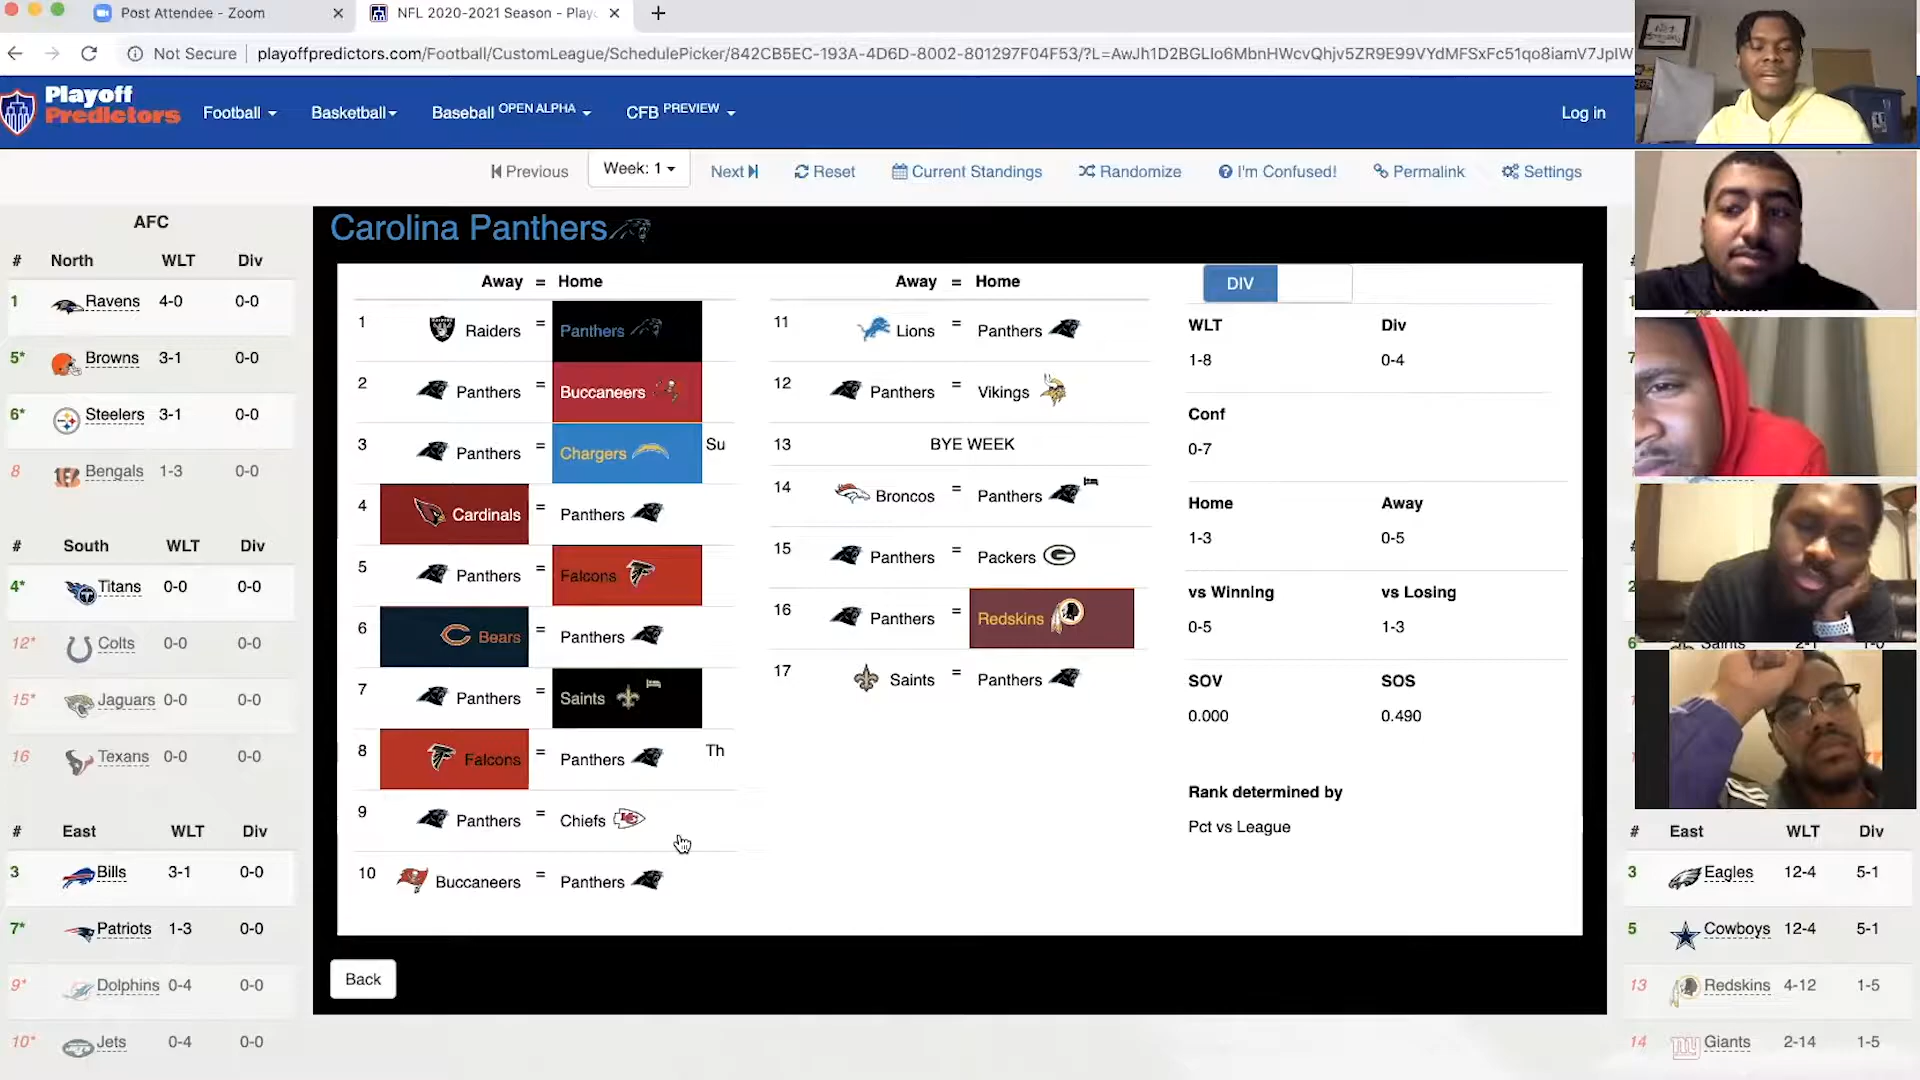 Post Attendee - Zoom
NFL 2020-2021 Season - Play
Not Secure playoffpredictors.com/Football/CustomLeague/SchedulePicker/842CB5EC-193A-4D6D-8002-801297F04F53/?L=AwJh1D2BGLIo6MbnHWcvQhjv5ZR9E99VYdMFSxFc51qo8iamV7JpIW
Playoff
Predictors
Football Basketball Baseball OPEN ALPHA CFB PREVIEW Log in
Previous Week: 1 Next Reset Current Standings Randomize I'm Confused! Permalink Settings
AFC
# North WLT Div
1 Ravens 4-0 0-0
5* Browns 3-1 0-0
6* Steelers 3-1 0-0
8 Bengals 1-3 0-0
# South WLT Div
4* Titans 0-0 0-0
12* Colts 0-0 0-0
15* Jaguars 0-0 0-0
16 Texans 0-0 0-0
# East WLT Div
3 Bills 3-1 0-0
7* Patriots 1-3 0-0
9* Dolphins 0-4 0-0
10* Jets 0-4 0-0
Carolina Panthers
Away = Home
1 Raiders = Panthers
2 Panthers = Buccaneers
3 Panthers = Chargers Su
4 Cardinals = Panthers
5 Panthers = Falcons
6 Bears = Panthers
7 Panthers = Saints
8 Falcons = Panthers Th
9 Panthers = Chiefs
10 Buccaneers = Panthers
Away = Home
11 Lions = Panthers
12 Panthers = Vikings
13 BYE WEEK
14 Broncos = Panthers
15 Panthers = Packers
16 Panthers = Redskins
17 Saints = Panthers
DIV
WLT Div
1-8 0-4
Conf
0-7
Home Away
1-3 0-5
vs Winning vs Losing
0-5 1-3
SOV SOS
0.000 0.490
Rank determined by
Pct vs League
Back
# East WLT Div
3 Eagles 12-4 5-1
5 Cowboys 12-4 5-1
13 Redskins 4-12 1-5
14 Giants 2-14 1-5